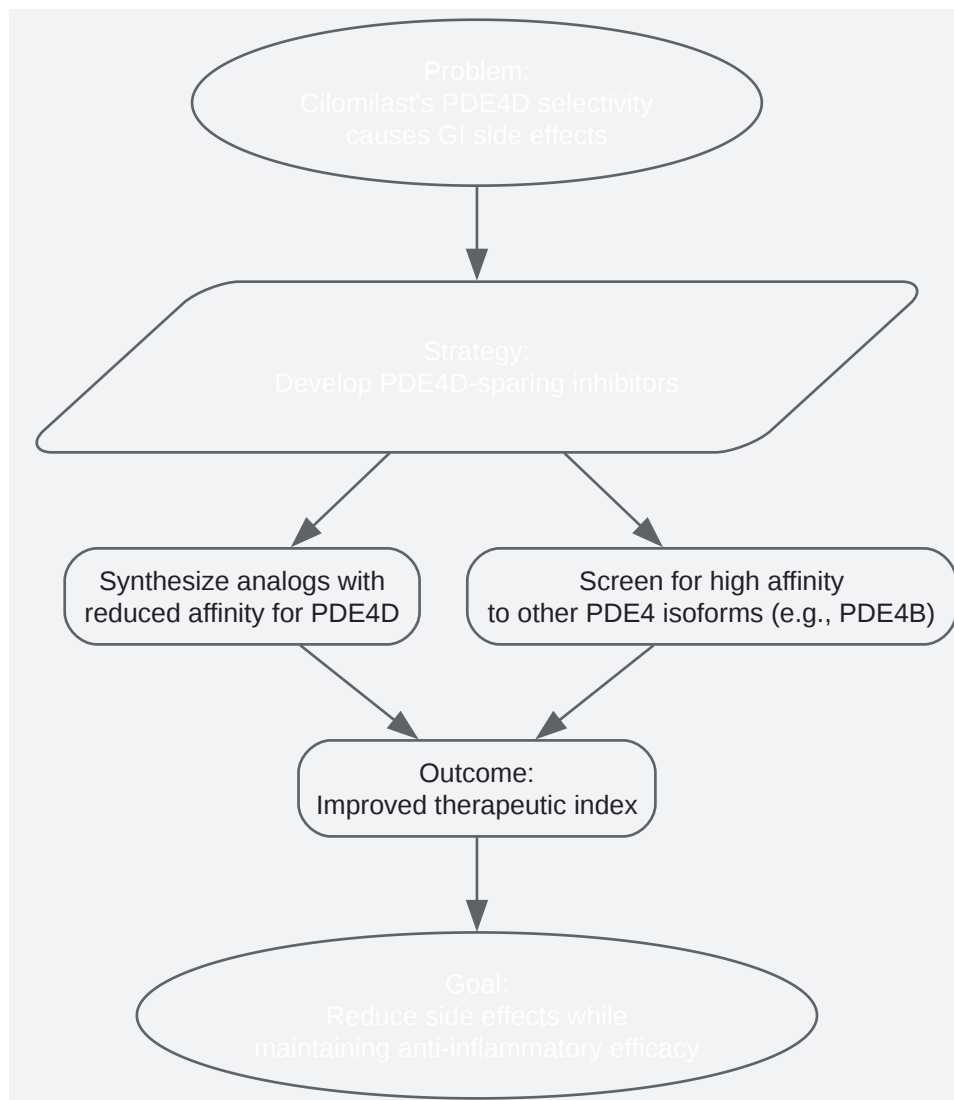 Problem:
Cilomilast's PDE4D selectivity
causes GI side effects
Strategy:
Develop PDE4D-sparing inhibitors
Synthesize analogs with
reduced affinity for PDE4D
Screen for high affinity
to other PDE4 isoforms (e.g., PDE4B)
Outcome:
Improved therapeutic index
Goal:
Reduce side effects while
maintaining anti-inflammatory efficacy